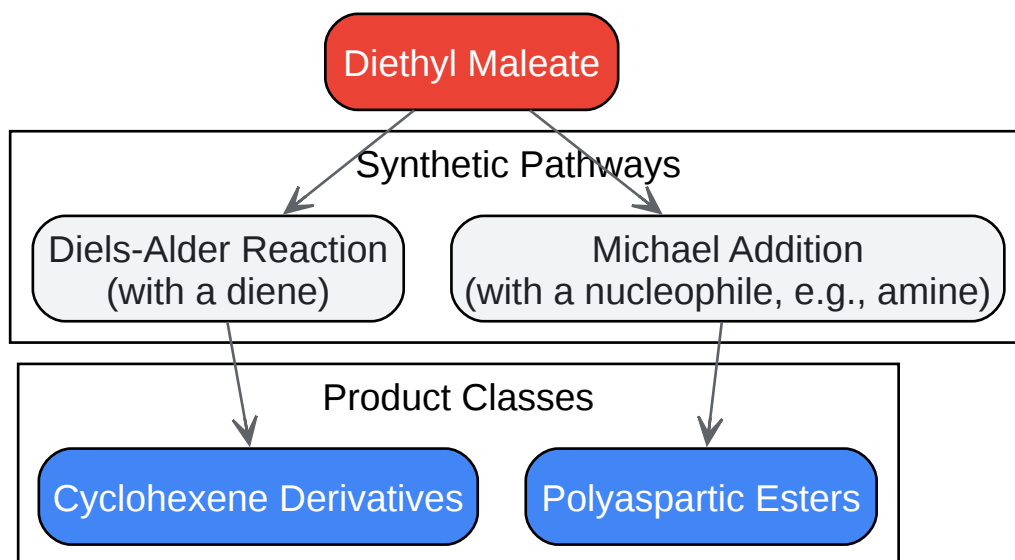 Diethyl Maleate
Synthetic Pathways
Diels-Alder Reaction
(with a diene)
Michael Addition
(with a nucleophile, e.g., amine)
Product Classes
Cyclohexene Derivatives
Polyaspartic Esters